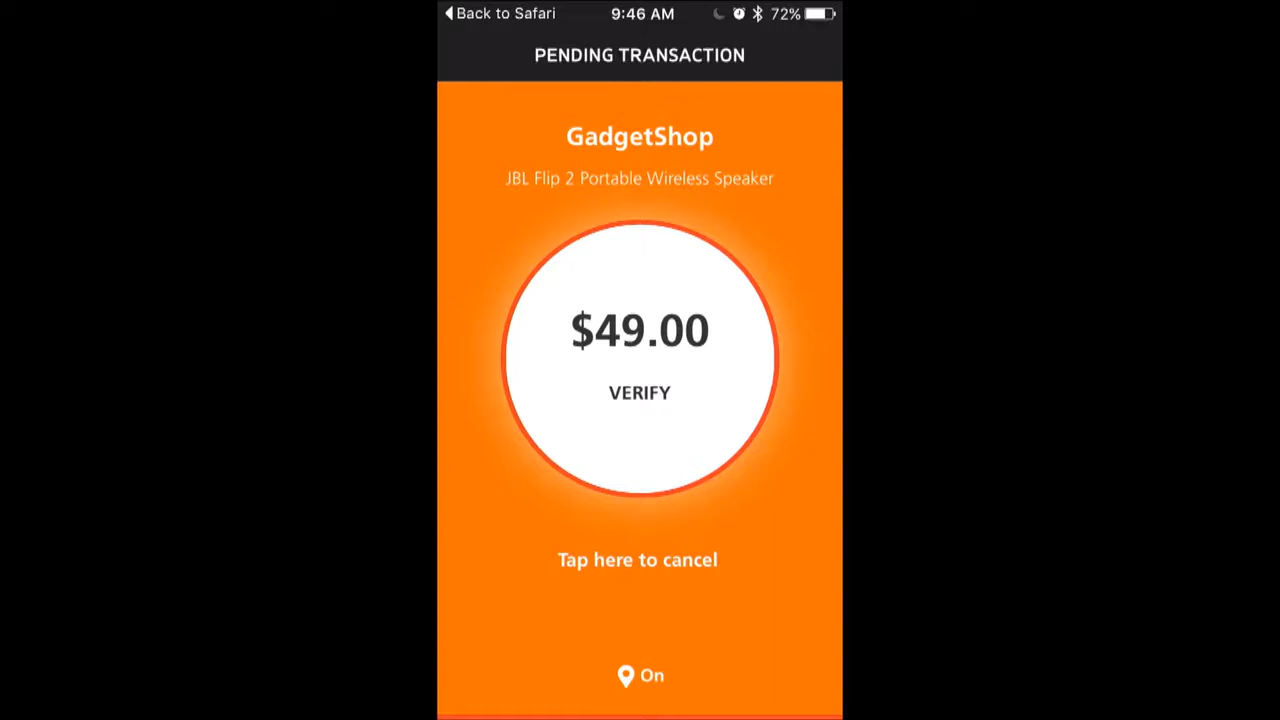 Back to Safari 9:46 AM 72%
PENDING TRANSACTION
GadgetShop
JBL Flip 2 Portable Wireless Speaker
$49.00
VERIFY
Tap here to cancel
On